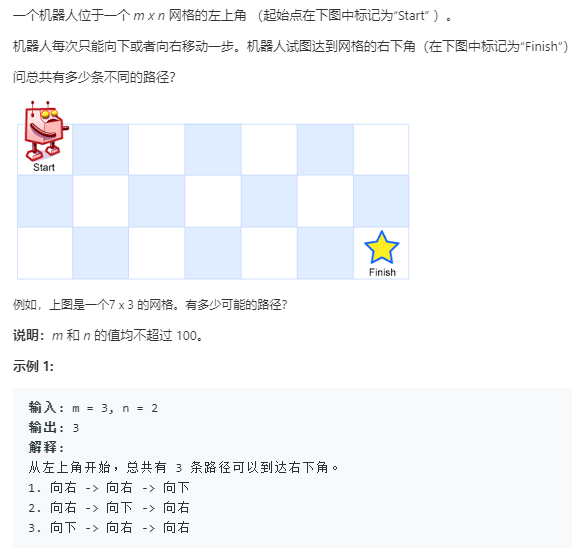 一个机器人位于一个 m x n 网格的左上角 （起始点在下图中标记为“Start” ）。
机器人每次只能向下或者向右移动一步。机器人试图达到网格的右下角（在下图中标记为“Finish”）
问总共有多少条不同的路径？
Start
Finish
例如，上图是一个7 x 3 的网格。有多少可能的路径？
说明：m 和 n 的值均不超过 100。
示例 1:
输入: m = 3, n = 2
输出: 3
解释:
从左上角开始，总共有 3 条路径可以到达右下角。
1. 向右 -> 向右 -> 向下
2. 向右 -> 向下 -> 向右
3. 向下 -> 向右 -> 向右